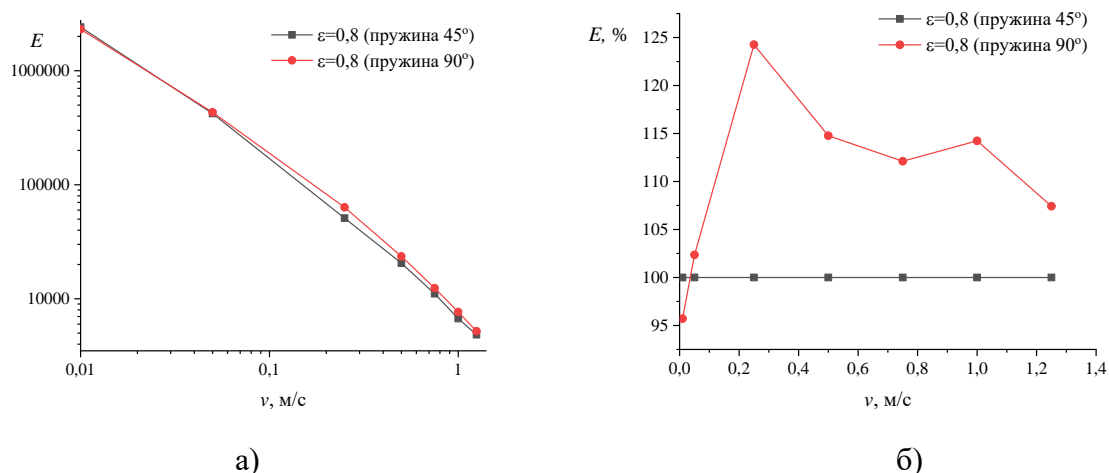 E
ε=0,8 (пружина 45º)
ε=0,8 (пружина 90º)
1000000
100000
10000
0,01
0,1
1
v, м/с
а)
E, %
ε=0,8 (пружина 45º)
ε=0,8 (пружина 90º)
125
120
115
110
105
100
95
0,0
0,2
0,4
0,6
0,8
1,0
1,2
1,4
v, м/с
б)